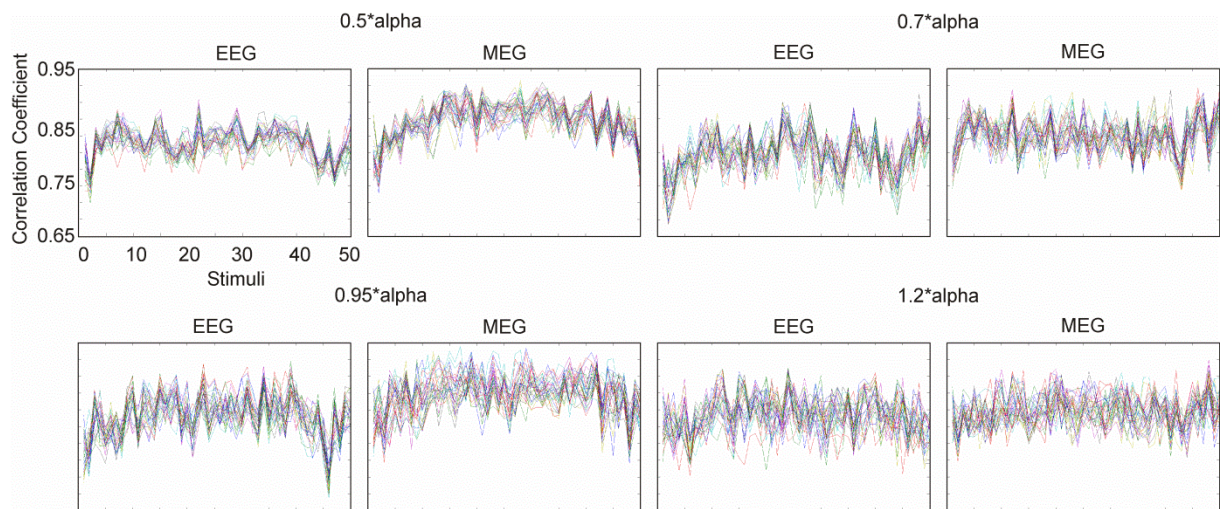 0.5*alpha
0.7*alpha
EEG
MEG
EEG
MEG
Correlation Coefficient
0.95
0.85
0.75
0.65
0 10 20 30 40 50
Stimuli
0.95*alpha
1.2*alpha
EEG
MEG
EEG
MEG